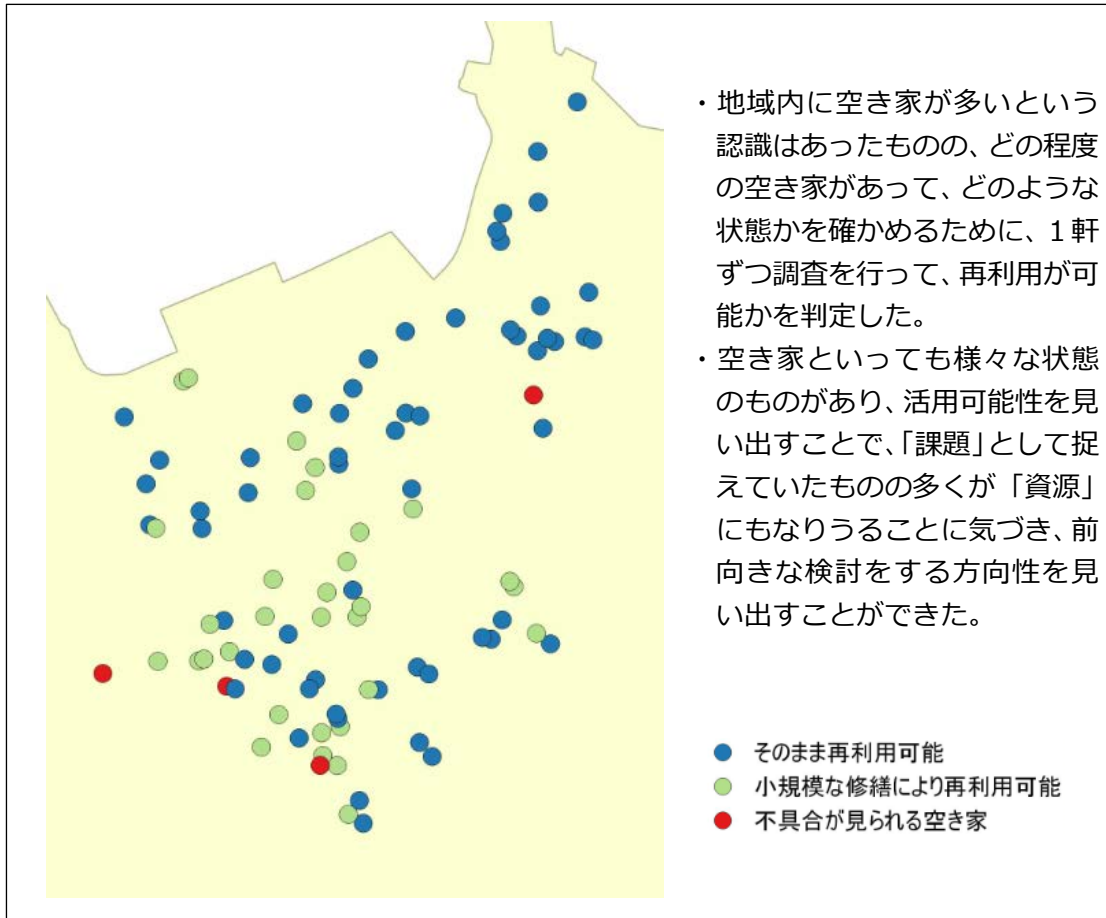 ・地域内に空き家が多いという
認識はあったものの、どの程度
の空き家があって、どのような
状態かを確かめるために、１軒
ずつ調査を行って、再利用が可
能かを判定した。
・空き家といっても様々な状態
のものがあり、活用可能性を見
い出すことで、「課題」として捉
えていたものの多くが「資源」
にもなりうることに気づき、前
向きな検討をする方向性を見
い出すことができた。
そのまま再利用可能
小規模な修繕により再利用可能
不具合が見られる空き家